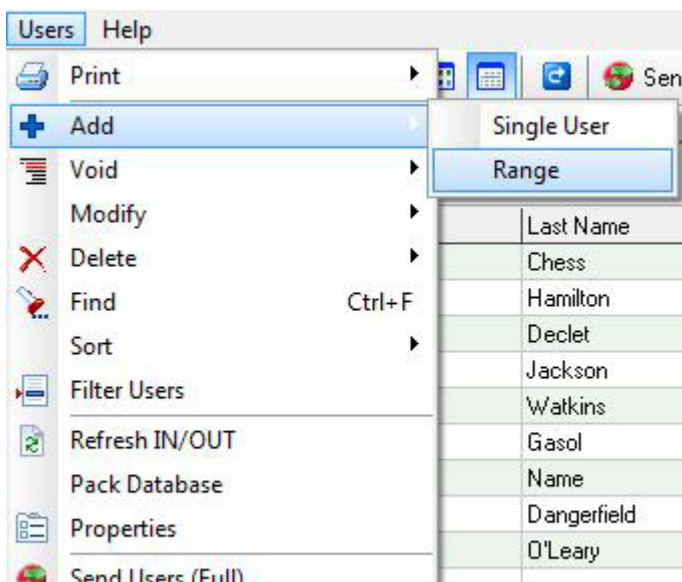 Users Help
Print
Sen
Add
Single User
Void
Range
Modify
Last Name
Delete
Chess
Find Ctrl+F
Hamilton
Sort
Declet
Jackson
Filter Users
Watkins
Refresh IN/OUT
Gasol
Pack Database
Name
Properties
Dangerfield
O'Leary
Send Users (Full)